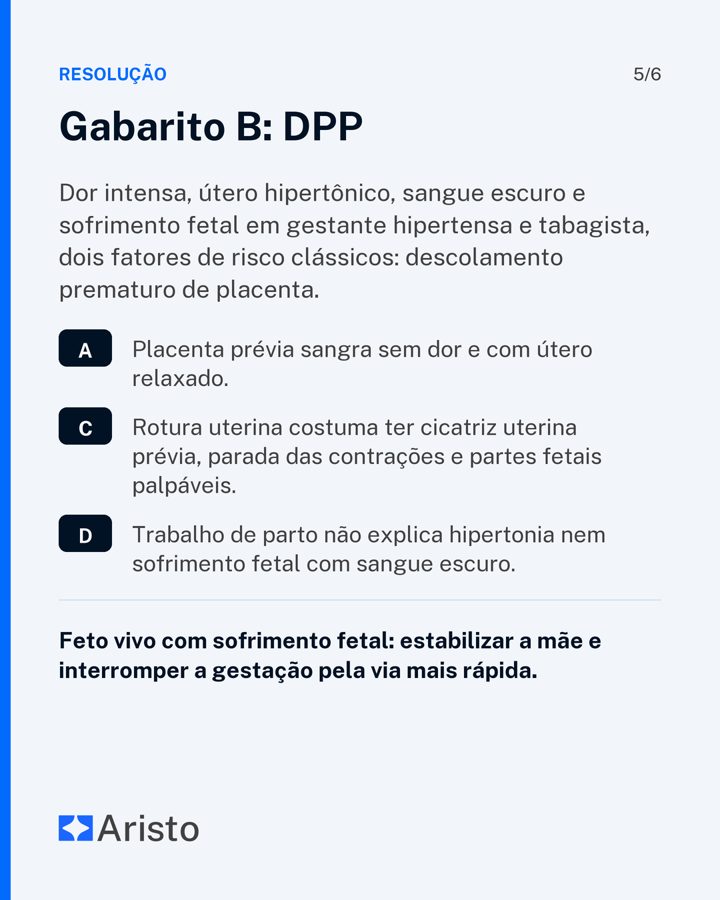 RESOLUÇÃO
5/6
Gabarito B: DPP
Dor intensa, útero hipertônico, sangue escuro e
sofrimento fetal em gestante hipertensa e tabagista,
dois fatores de risco clássicos: descolamento
prematuro de placenta.
A
Placenta prévia sangra sem dor e com útero
relaxado.
C
Rotura uterina costuma ter cicatriz uterina
prévia, parada das contrações e partes fetais
palpáveis.
D
Trabalho de parto não explica hipertonia nem
sofrimento fetal com sangue escuro.
Feto vivo com sofrimento fetal: estabilizar a mãe e
interromper a gestação pela via mais rápida.
Aristo